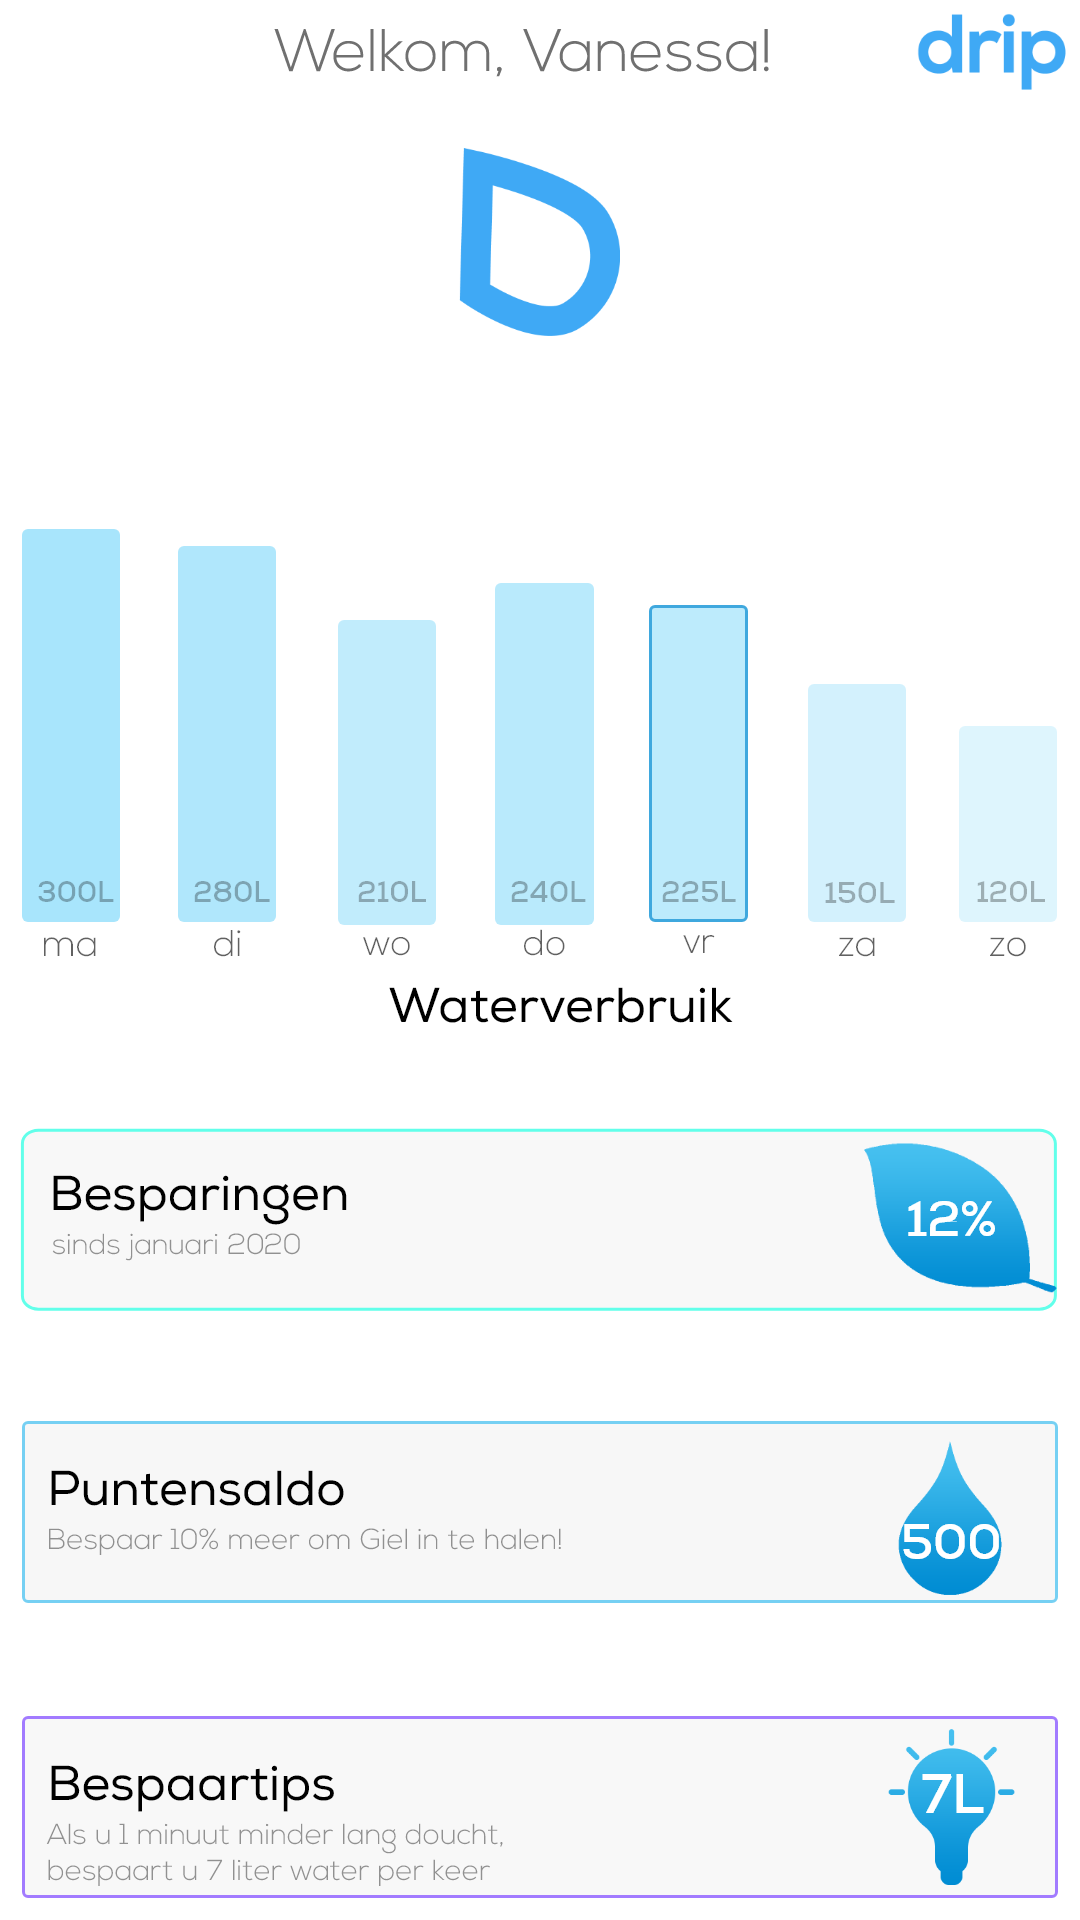 Welkom, Vanessa!
drip
300L
280L
210L
240L
225L
150L
120L
ma
di
wo
do
vr
za
zo
Waterverbruik
Besparingen
sinds januari 2020
12%
Puntensaldo
Bespaar 10% meer om Giel in te halen!
500
Bespaartips
Als u 1 minuut minder lang doucht,
bespaart u 7 liter water per keer
7L